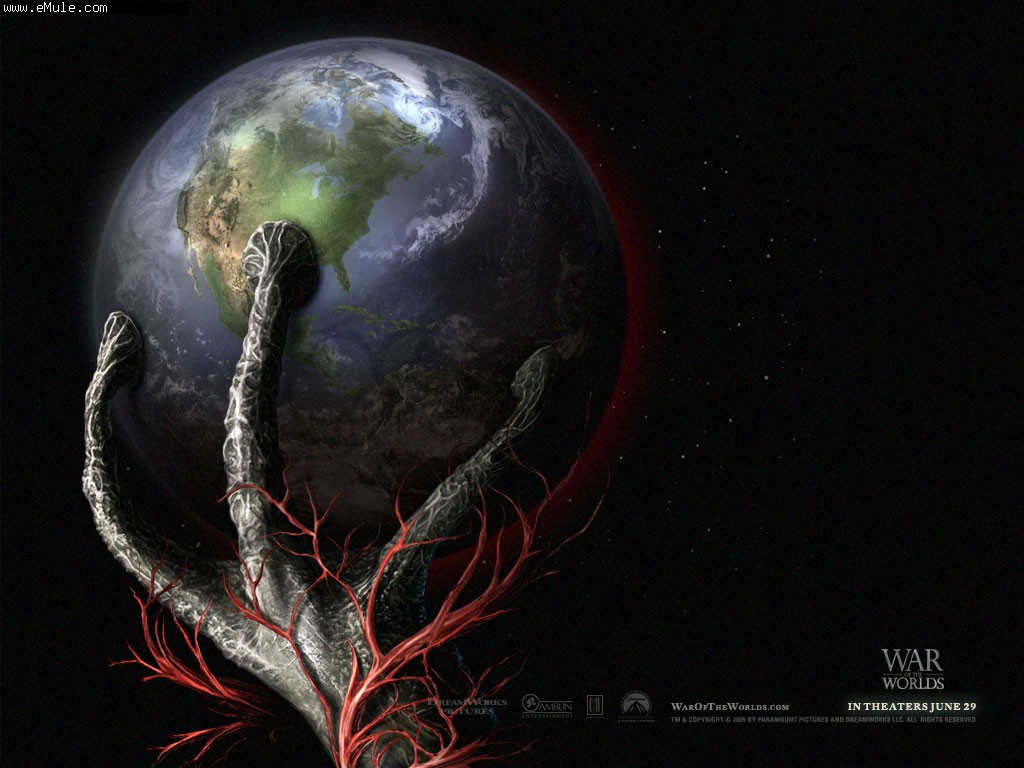 www.eMule.com
WAR
OF THE
WORLDS
DREAMWORKS
PICTURES
AMBLIN
ENTERTAINMENT
WAROFTHEWORLDS.COM
IN THEATERS JUNE 29
TM & COPYRIGHT © 2005 BY PARAMOUNT PICTURES AND DREAMWORKS LLC. ALL RIGHTS RESERVED